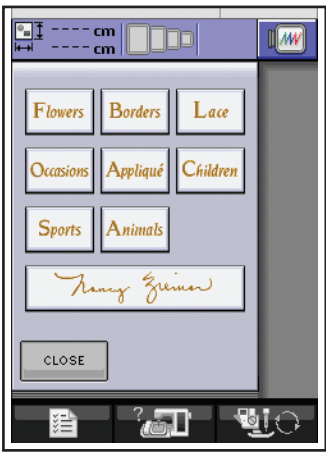 ---- cm
---- cm
Flowers Borders Lace
Occasions Appliqué Children
Sports Animals
Nancy Zieman
CLOSE
?